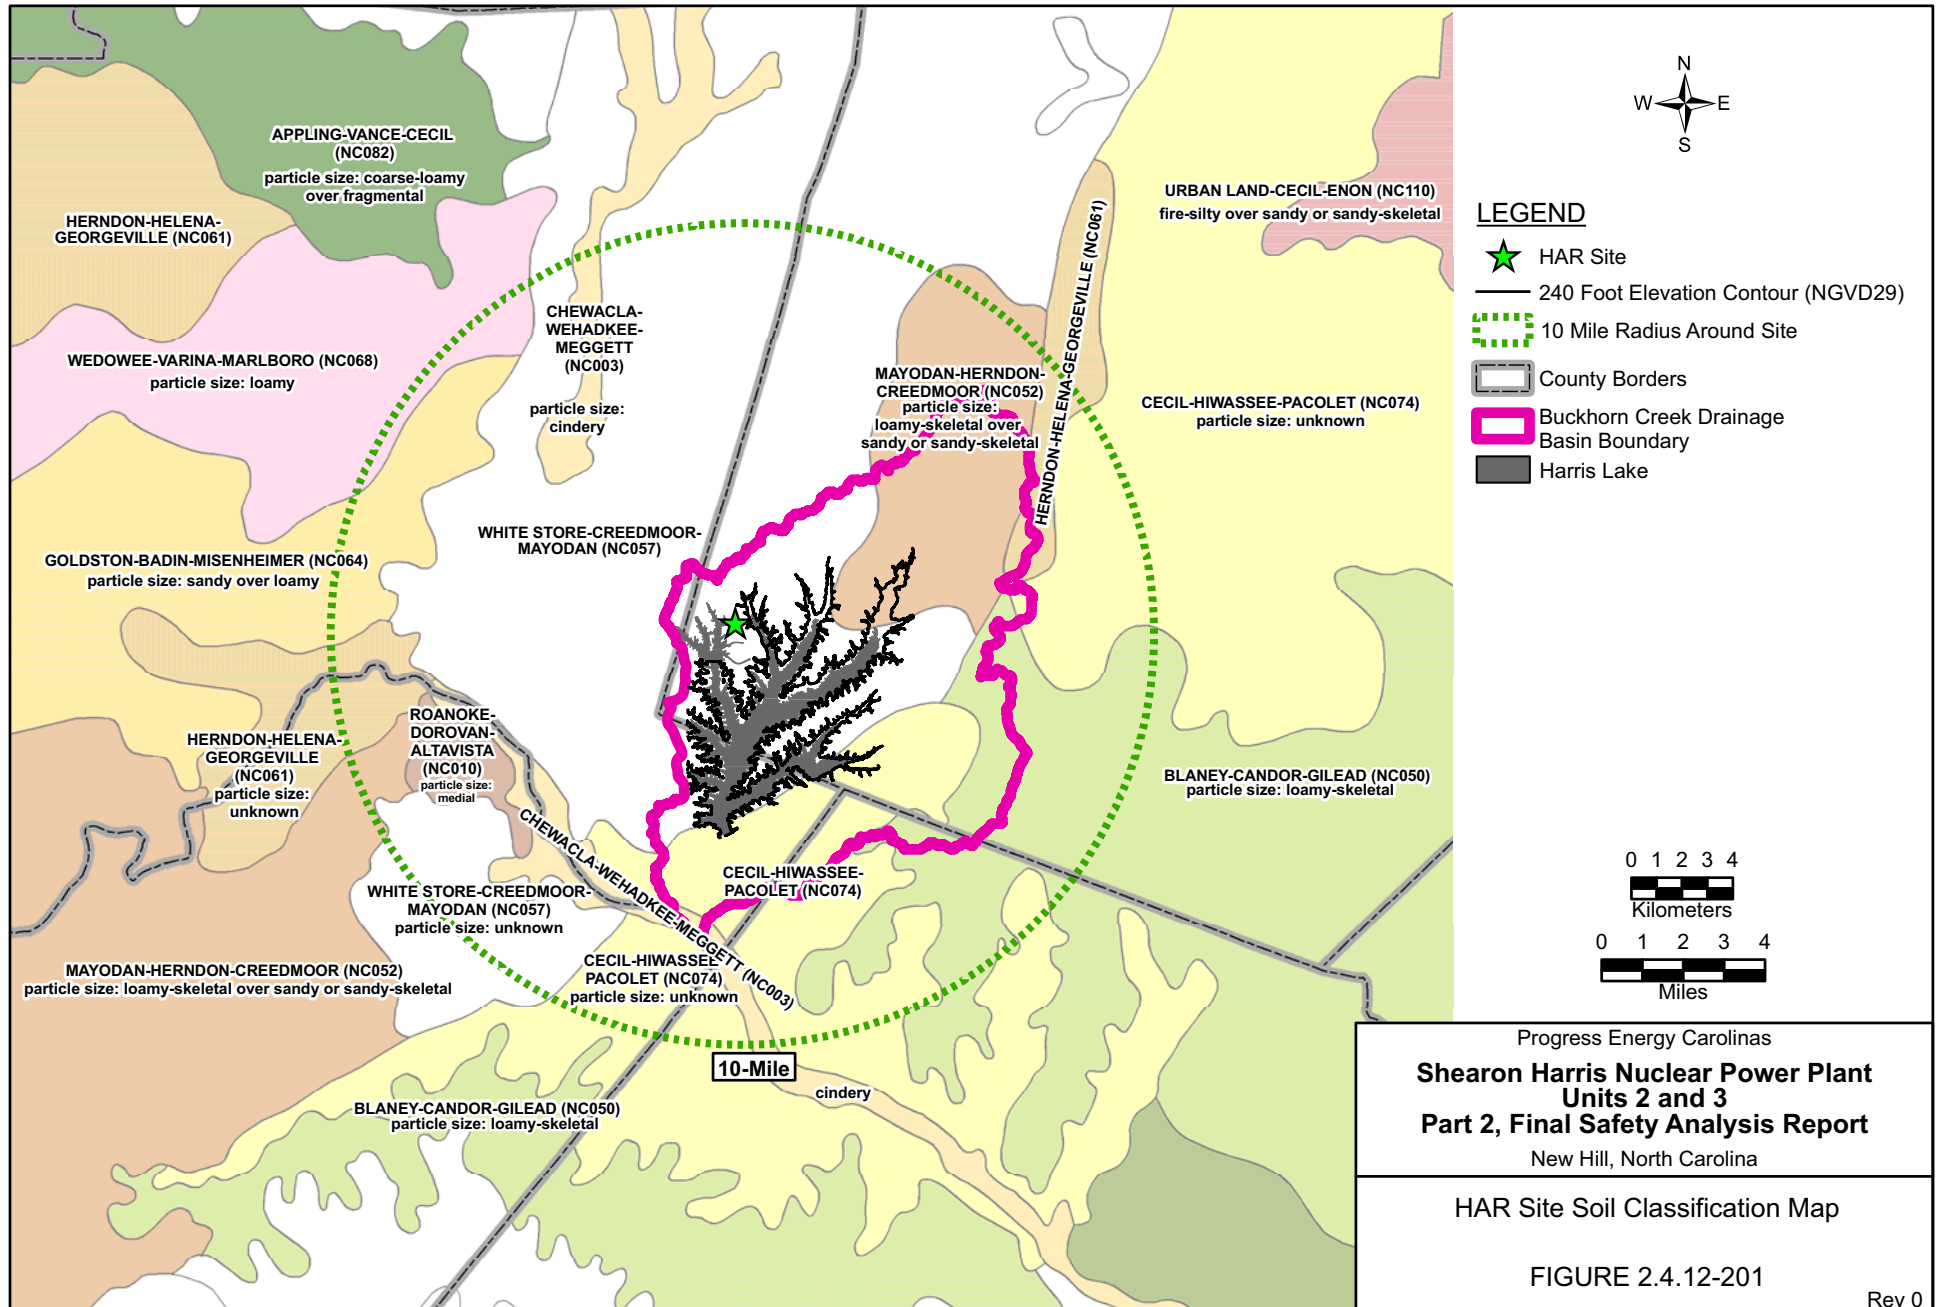 APPLING-VANCE-CECIL
(NC082)
particle size: coarse-loamy
over fragmental
HERNDON-HELENA-
GEORGEVILLE (NC061)
WEDOWEE-VARINA-MARLBORO (NC068)
particle size: loamy
CHEWACLA-
WEHADKEE-
MEGGETT
(NC003)
particle size:
cindery
GOLDSTON-BADIN-MISENHEIMER (NC064)
particle size: sandy over loamy
WHITE STORE-CREEDMOOR-
MAYODAN (NC057)
MAYODAN-HERNDON-
CREEDMOOR (NC052)
particle size:
loamy-skeletal over
sandy or sandy-skeletal
HERNDON-HELENA-GEORGEVILLE (NC061)
URBAN LAND-CECIL-ENON (NC110)
fire-silty over sandy or sandy-skeletal
CECIL-HIWASSEE-PACOLET (NC074)
particle size: unknown
HERNDON-HELENA-
GEORGEVILLE
(NC061)
particle size:
unknown
ROANOKE-
DOROVAN-
ALTAVISTA
(NC010)
particle size:
medial
CHEWACLA-WEHADKEE-MEGGETT (NC003)
BLANEY-CANDOR-GILEAD (NC050)
particle size: loamy-skeletal
CECIL-HIWASSEE-
PACOLET (NC074)
WHITE STORE-CREEDMOOR-
MAYODAN (NC057)
particle size: unknown
MAYODAN-HERNDON-CREEDMOOR (NC052)
particle size: loamy-skeletal over sandy or sandy-skeletal
CECIL-HIWASSEE
PACOLET (NC074)
particle size: unknown
10-Mile
cindery
BLANEY-CANDOR-GILEAD (NC050)
particle size: loamy-skeletal
N
W E
S
LEGEND
HAR Site
240 Foot Elevation Contour (NGVD29)
10 Mile Radius Around Site
County Borders
Buckhorn Creek Drainage
Basin Boundary
Harris Lake
0 1 2 3 4
Kilometers
0 1 2 3 4
Miles
Progress Energy Carolinas
Shearon Harris Nuclear Power Plant
Units 2 and 3
Part 2, Final Safety Analysis Report
New Hill, North Carolina
HAR Site Soil Classification Map
FIGURE 2.4.12-201
Rev 0